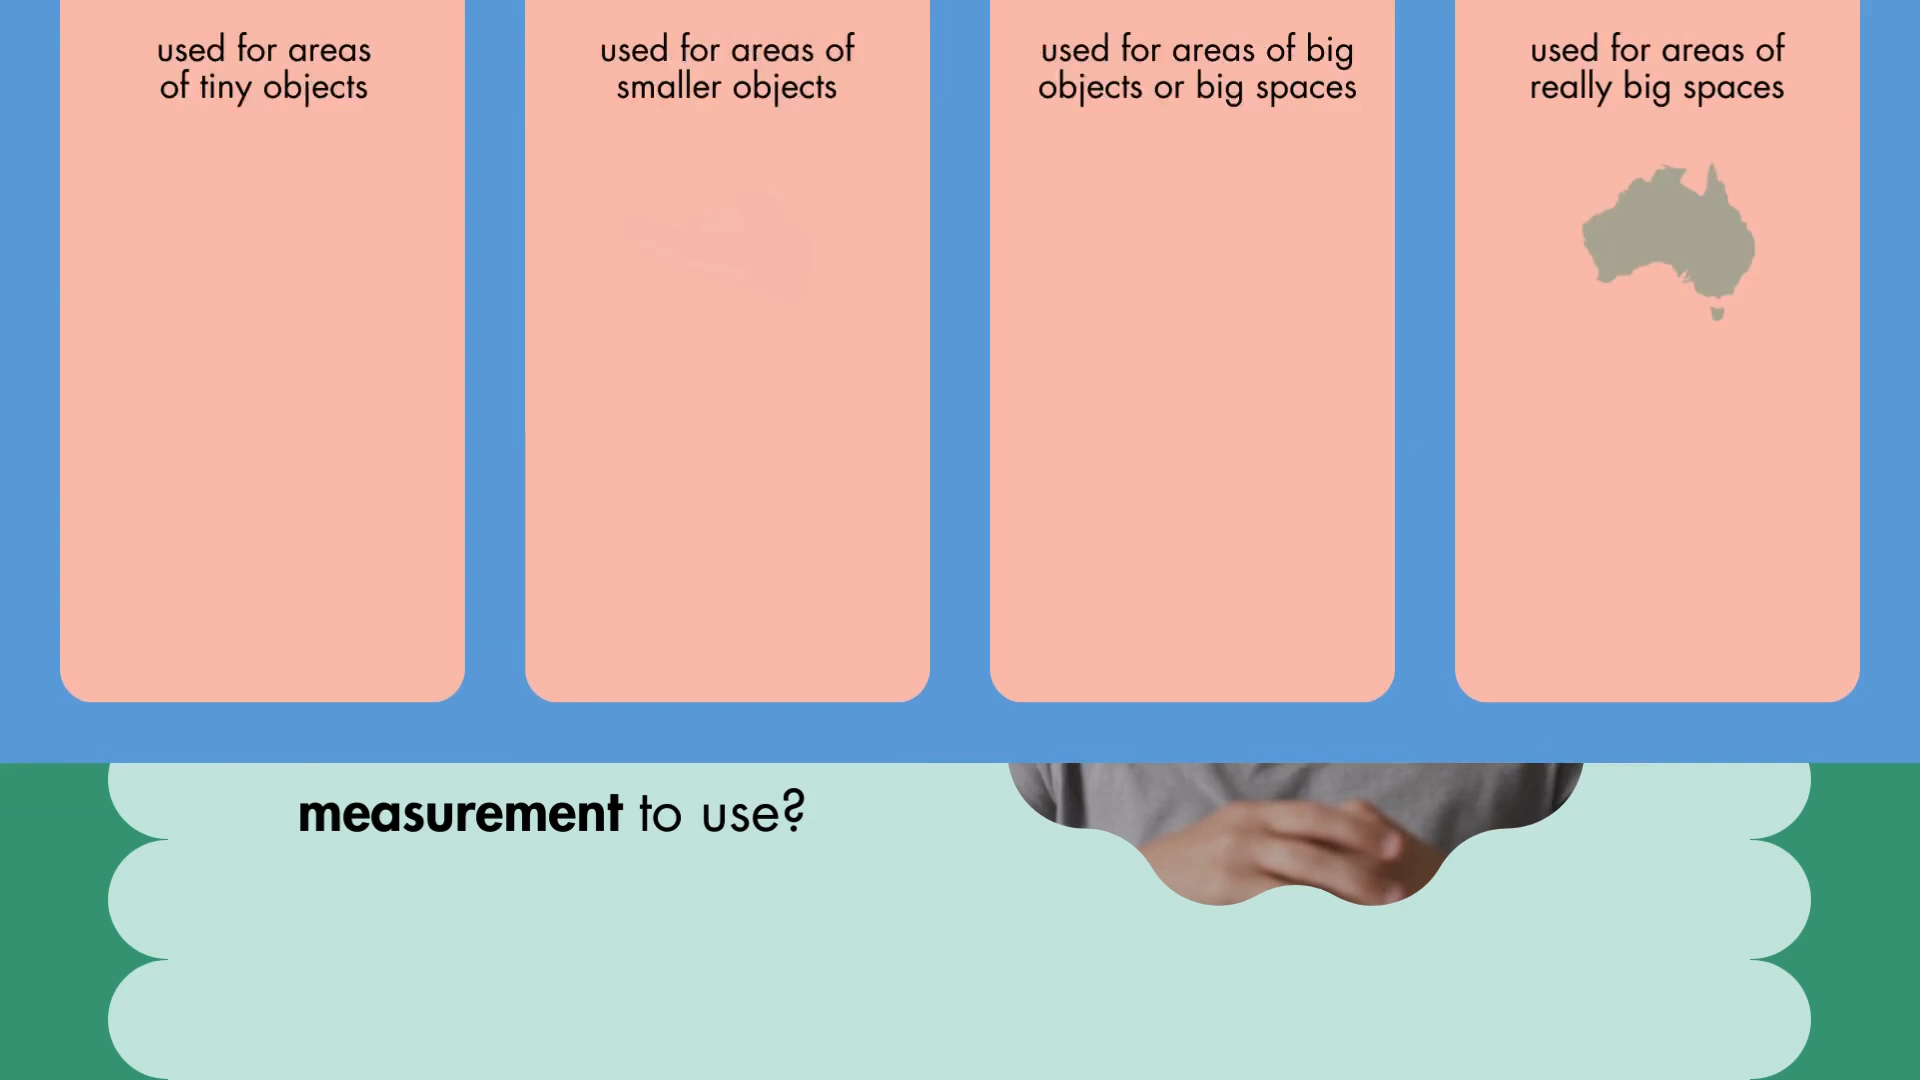 used for areas
of tiny objects
used for areas of
smaller objects
used for areas of big
objects or big spaces
used for areas of
really big spaces
measurement to use?